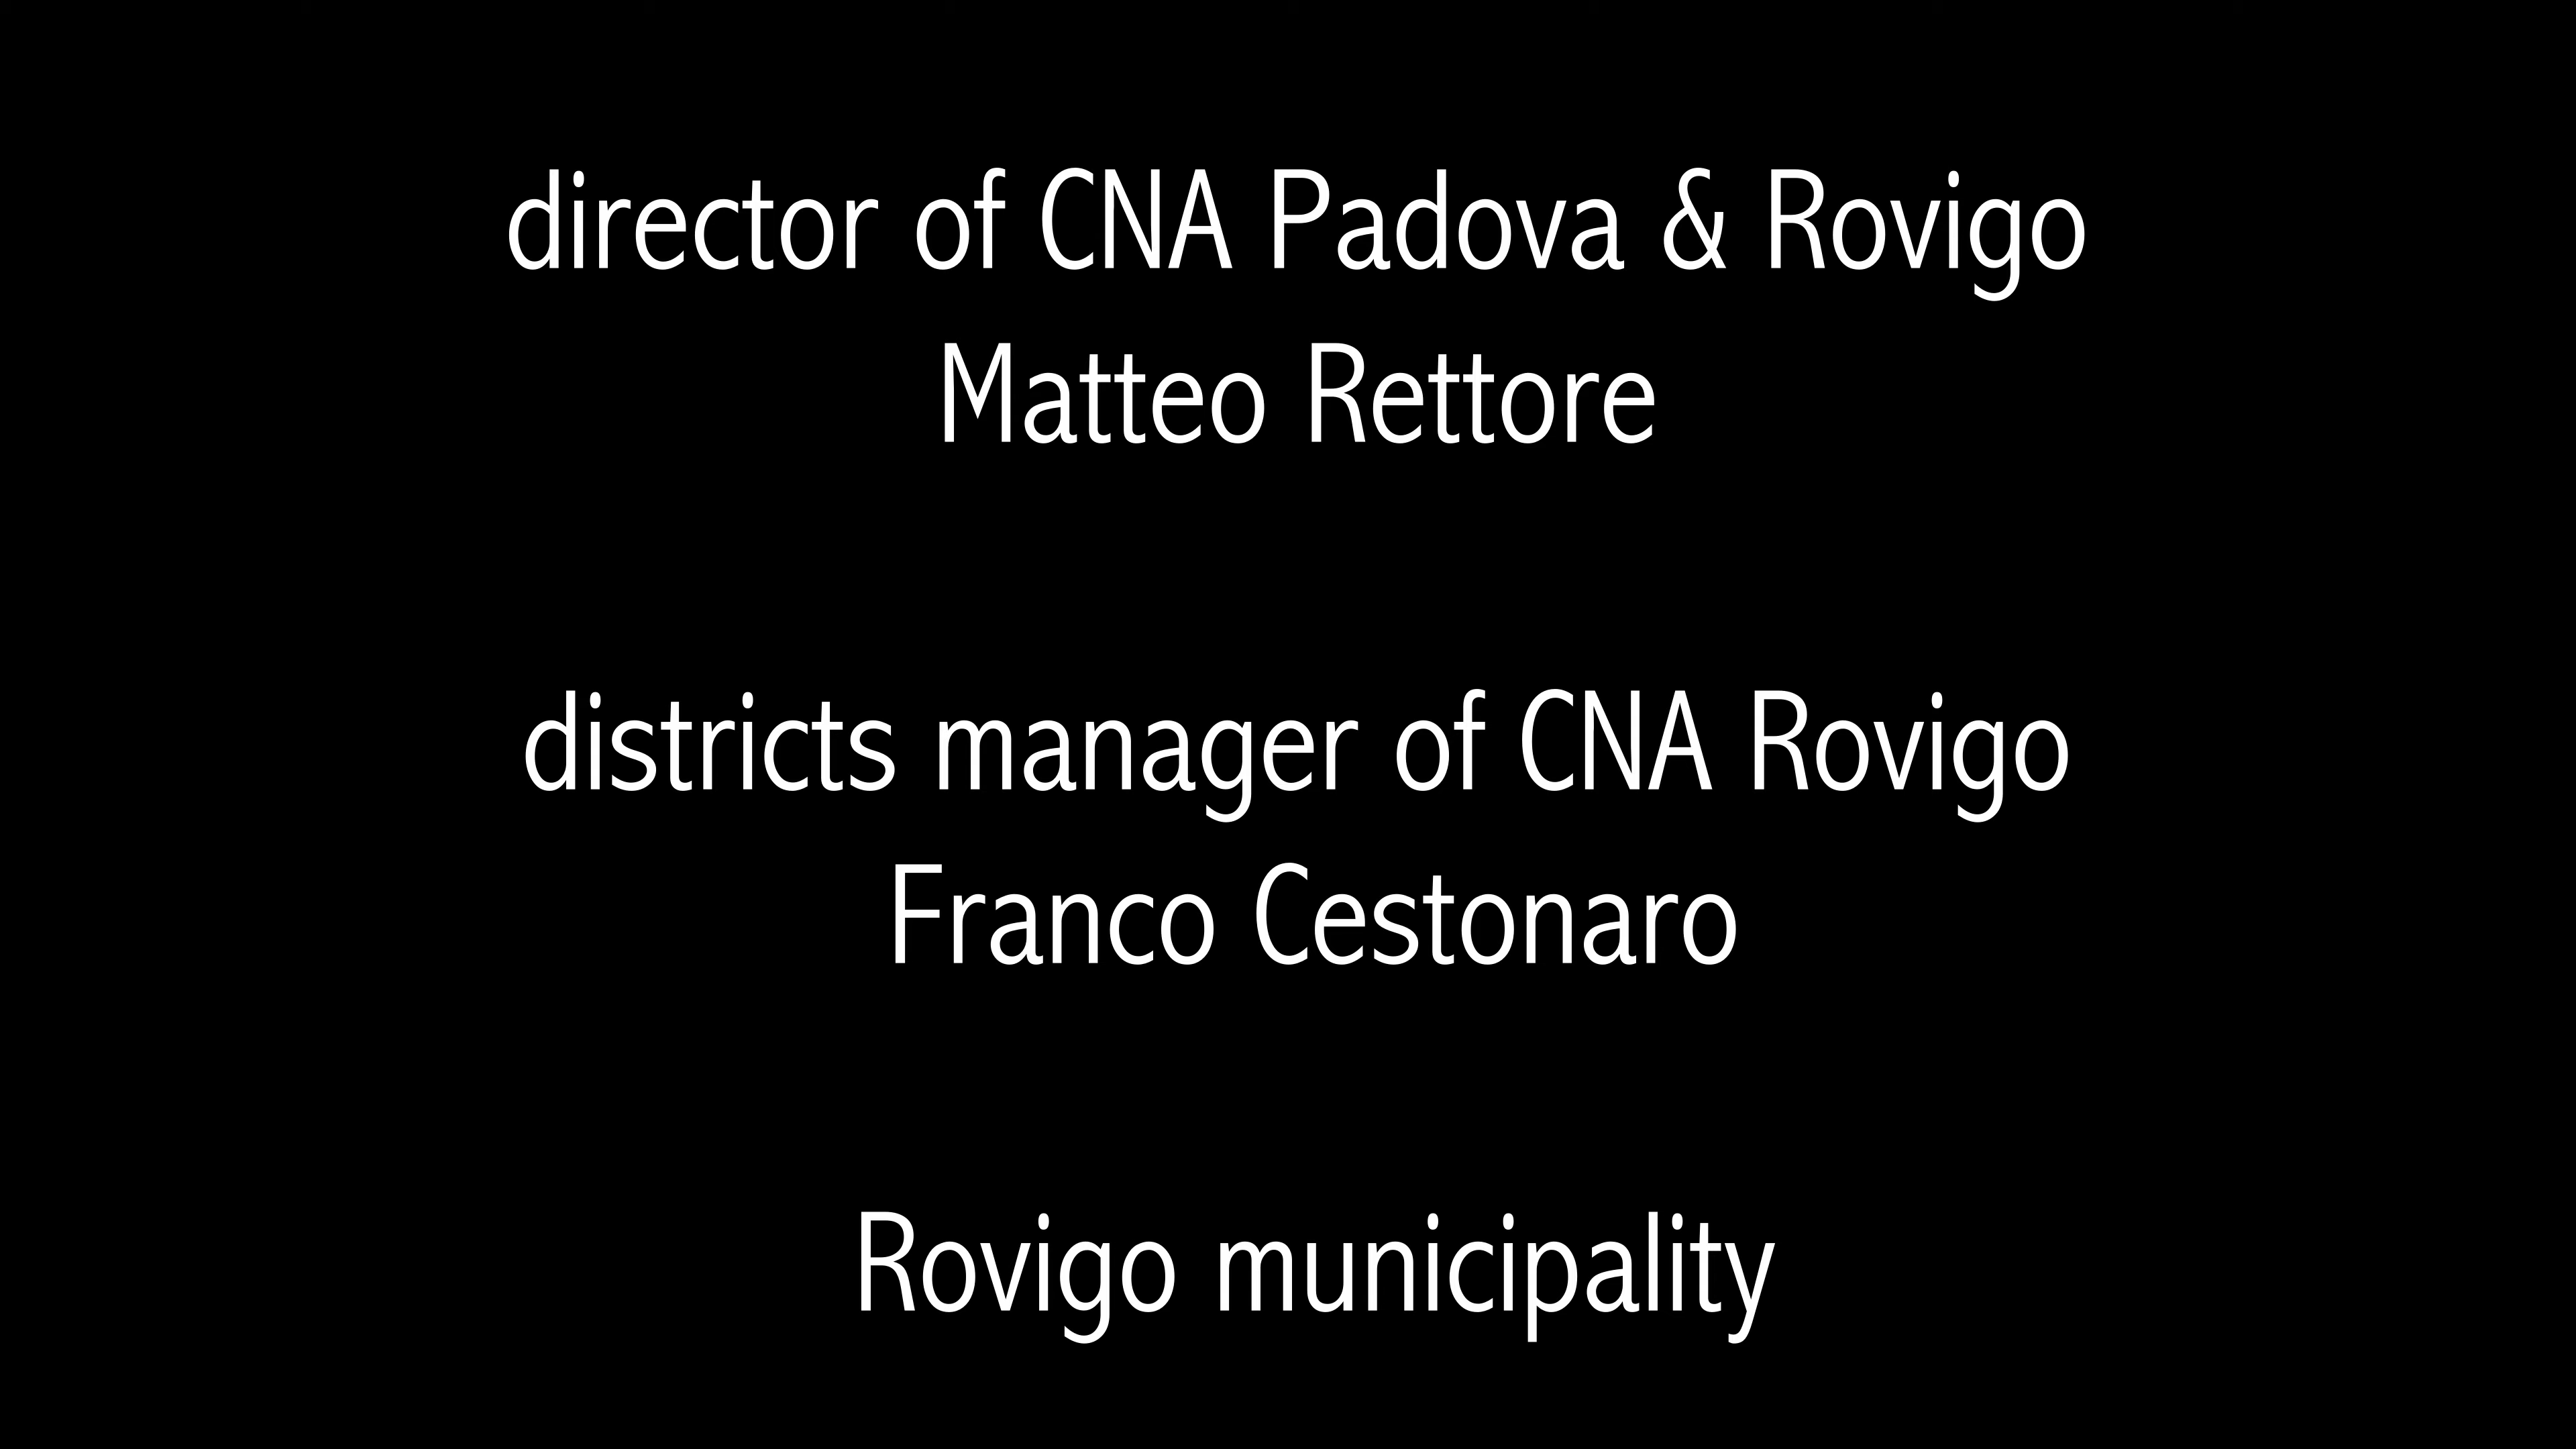 director of CNA Padova & Rovigo
Matteo Rettore
districts manager of CNA Rovigo
Franco Cestonaro
Rovigo municipality